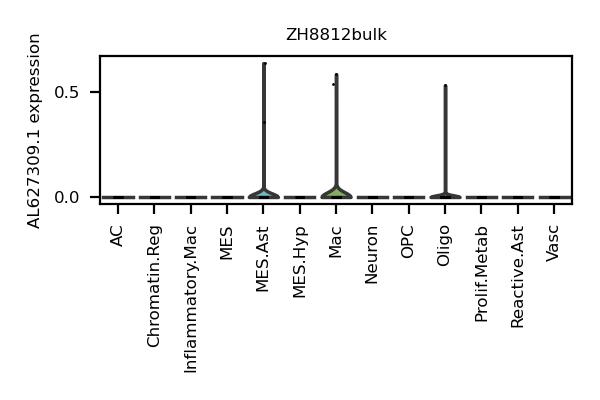 ZH8812bulk
AL627309.1 expression
0.5
0.0
AC
Chromatin.Reg
Inflammatory.Mac
MES
MES.Ast
MES.Hyp
Mac
Neuron
OPC
Oligo
Prolif.Metab
Reactive.Ast
Vasc